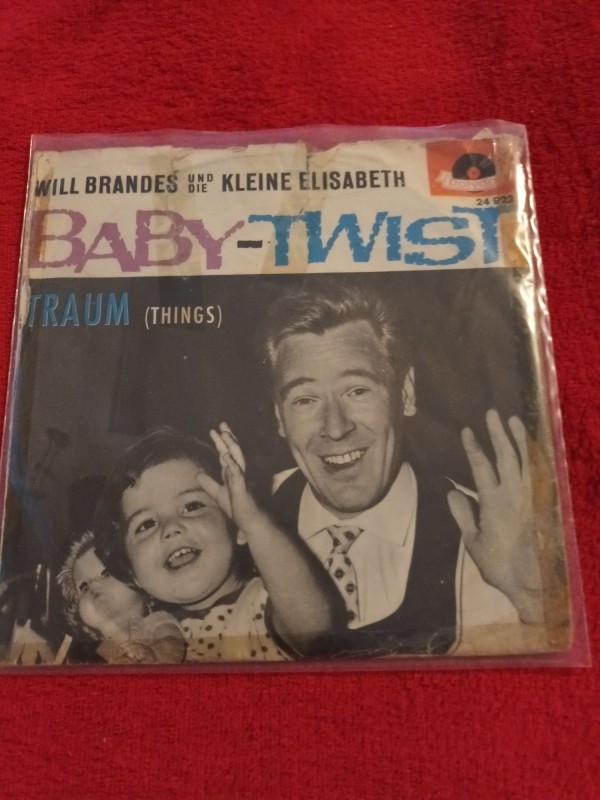 WILL BRANDES UND DIE KLEINE ELISABETH
24 922
BABY-TWIST
TRAUM (THINGS)